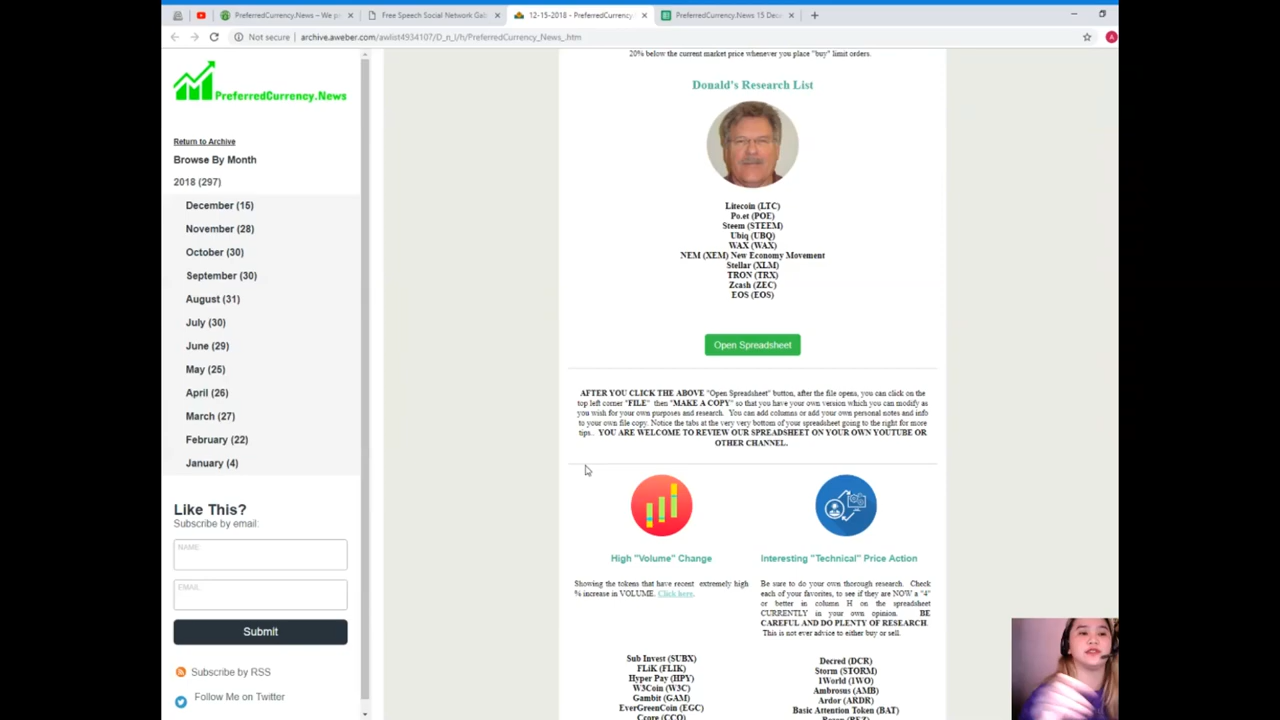 PreferredCurrency.News – We p
Free Speech Social Network Gab
12-15-2018 - PreferredCurrency.
PreferredCurrency.News 15 Dece
Not secure | archive.aweber.com/awlist4934107/D_n_l/h/PreferredCurrency_News_.htm
A
PreferredCurrency.News
Return to Archive
Browse By Month
2018 (297)
December (15)
November (28)
October (30)
September (30)
August (31)
July (30)
June (29)
May (25)
April (26)
March (27)
February (22)
January (4)
Like This?
Subscribe by email:
NAME:
EMAIL:
Submit
Subscribe by RSS
Follow Me on Twitter
20% below the current market price whenever you place "buy" limit orders.
Donald's Research List
Litecoin (LTC)
Po.et (POE)
Steem (STEEM)
Ubiq (UBQ)
WAX (WAX)
NEM (XEM) New Economy Movement
Stellar (XLM)
TRON (TRX)
Zcash (ZEC)
EOS (EOS)
Open Spreadsheet
AFTER YOU CLICK THE ABOVE "Open Spreadsheet" button, after the file opens, you can click on the
top left corner "FILE" then "MAKE A COPY" so that you have your own version which you can modify as
you wish for your own purposes and research. You can add columns or add your own personal notes and info
to your own file copy. Notice the tabs at the very very bottom of your spreadsheet going to the right for more
tips.. YOU ARE WELCOME TO REVIEW OUR SPREADSHEET ON YOUR OWN YOUTUBE OR
OTHER CHANNEL.
High "Volume" Change
Showing the tokens that have recent extremely high
% increase in VOLUME. Click here.
Sub Invest (SUBX)
FLiK (FLIK)
Hyper Pay (HPY)
W3Coin (W3C)
Gambit (GAM)
EverGreenCoin (EGC)
Ccore (CCO)
Interesting "Technical" Price Action
Be sure to do your own thorough research. Check
each of your favorites, to see if they are NOW a "4"
or better in column H on the spreadsheet
CURRENTLY in your own opinion. BE
CAREFUL AND DO PLENTY OF RESEARCH.
This is not ever advice to either buy or sell.
Decred (DCR)
Storm (STORM)
1World (1WO)
Ambrosus (AMB)
Ardor (ARDR)
Basic Attention Token (BAT)